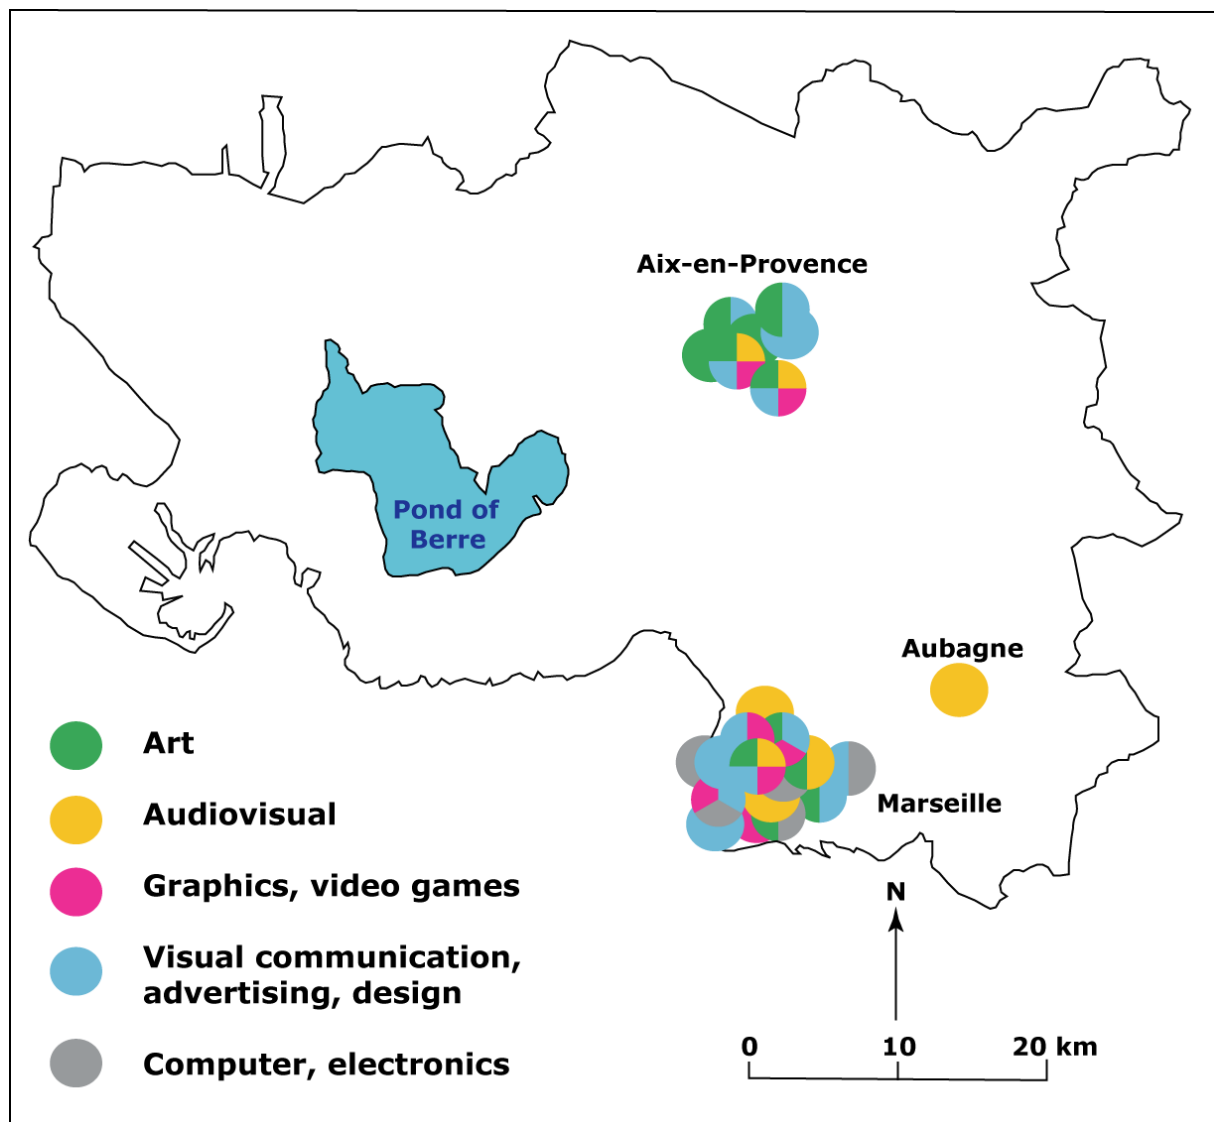 Aix-en-Provence
Pond of
Berre
Aubagne
Marseille
Art
Audiovisual
Graphics, video games
Visual communication,
advertising, design
Computer, electronics
N
0 10 20 km